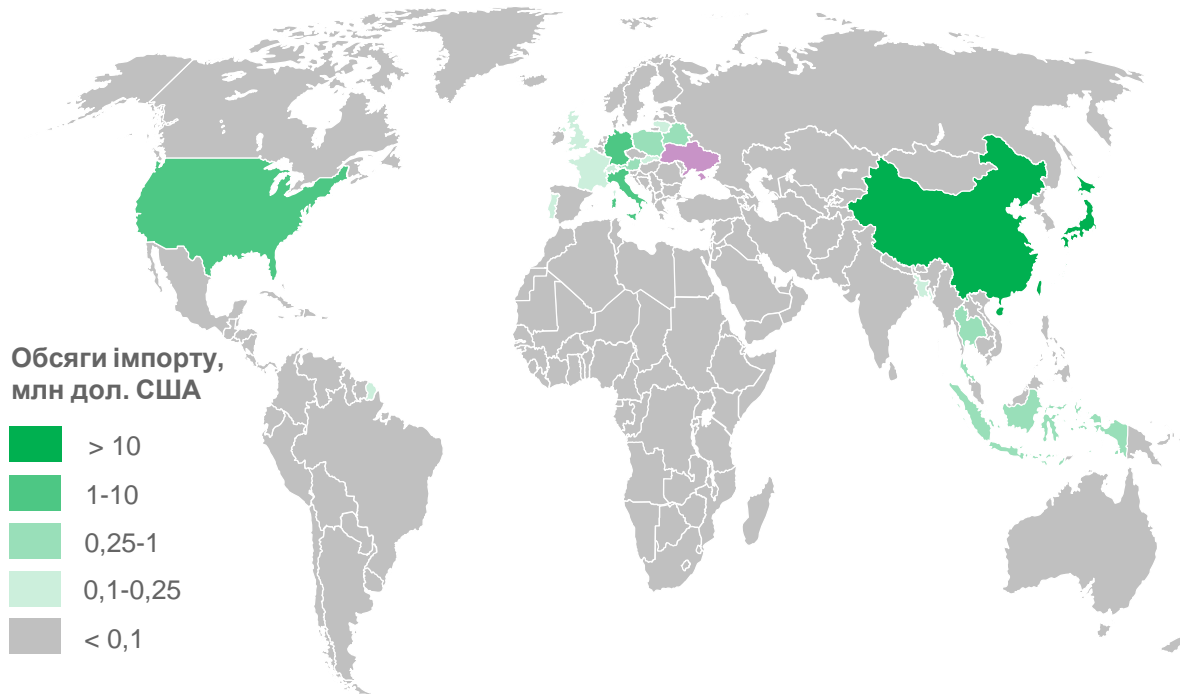 Обсяги імпорту,
млн дол. США
> 10
1-10
0,25-1
0,1-0,25
< 0,1